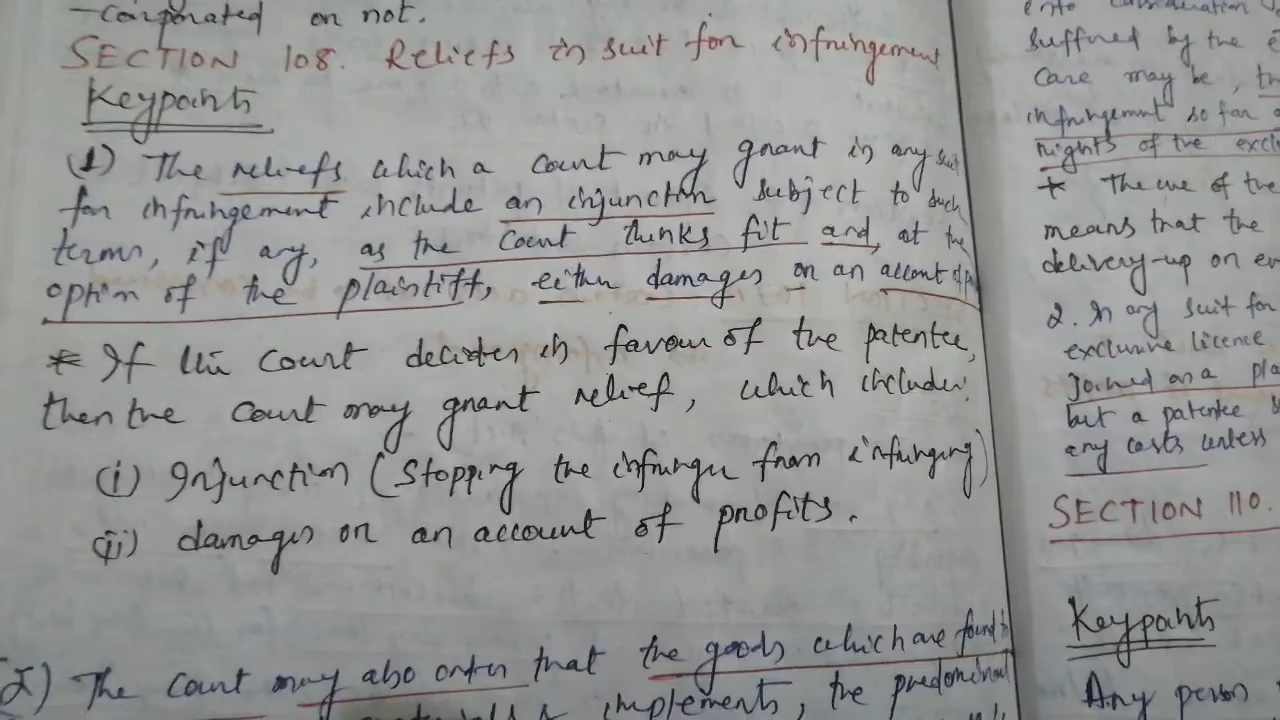 -corporated or not.
SECTION 108. Reliefs in suit for infringement
Keypoints
(1) The reliefs which a Court may grant in any suit
for infringement include an injunction subject to such
terms, if any, as the Court thinks fit and, at the
option of the plaintiff, either damages or an account of
* If the Court decides in favour of the patentee,
then the Court may grant relief, which includes:
(i) Injunction (Stopping the infringer from infringing)
(ii) damages or an account of profits.
2) The Court may also order that the goods which are found
implements, the predominant
into consideration
Suffered by the
Care may be,
infringement so far
rights of the
* The use of the
means that the
delivery-up or
2. In any suit for
exclusive licence
Joined as a
but a patentee
any costs unless
SECTION 110.
Keypoints
Any person